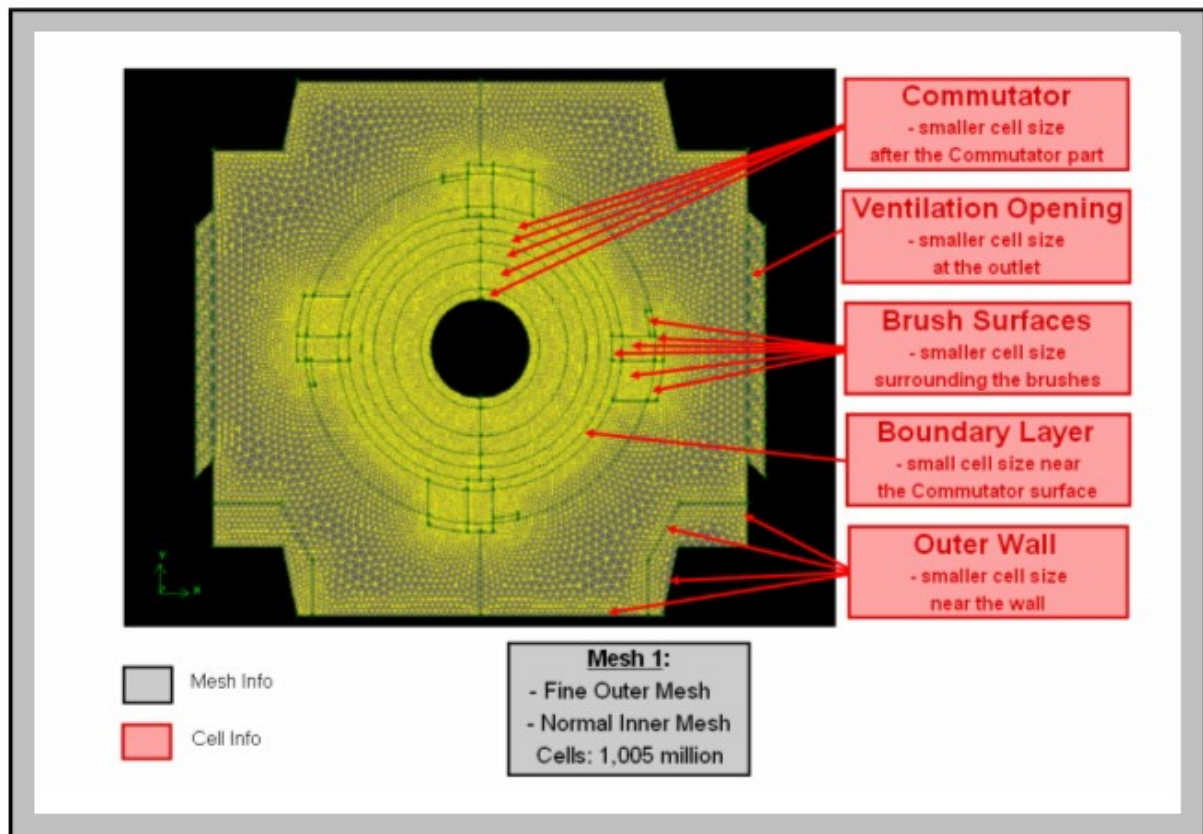 Commutator
- smaller cell size
after the Commutator part
Ventilation Opening
- smaller cell size
at the outlet
Brush Surfaces
- smaller cell size
surrounding the brushes
Boundary Layer
- small cell size near
the Commutator surface
Outer Wall
- smaller cell size
near the wall
Y
Z
X
Mesh Info
Cell Info
Mesh 1:
- Fine Outer Mesh
- Normal Inner Mesh
Cells: 1,005 million